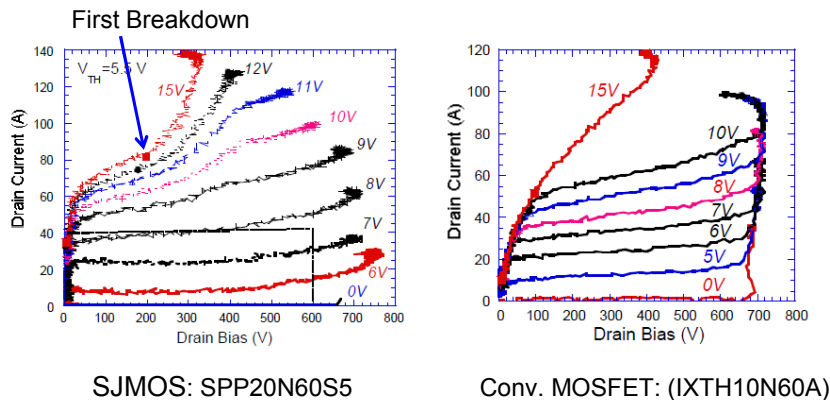 First Breakdown
140
120
100
80
60
40
20
0
Drain Current (A)
V_TH=5.5 V
15V
12V
11V
10V
9V
8V
7V
6V
0V
0 100 200 300 400 500 600 700 800
Drain Bias (V)
SJMOS: SPP20N60S5
120
100
80
60
40
20
0
Drain Current (A)
15V
10V
9V
8V
7V
6V
5V
0V
0 100 200 300 400 500 600 700 800
Drain Bias (V)
Conv. MOSFET: (IXTH10N60A)